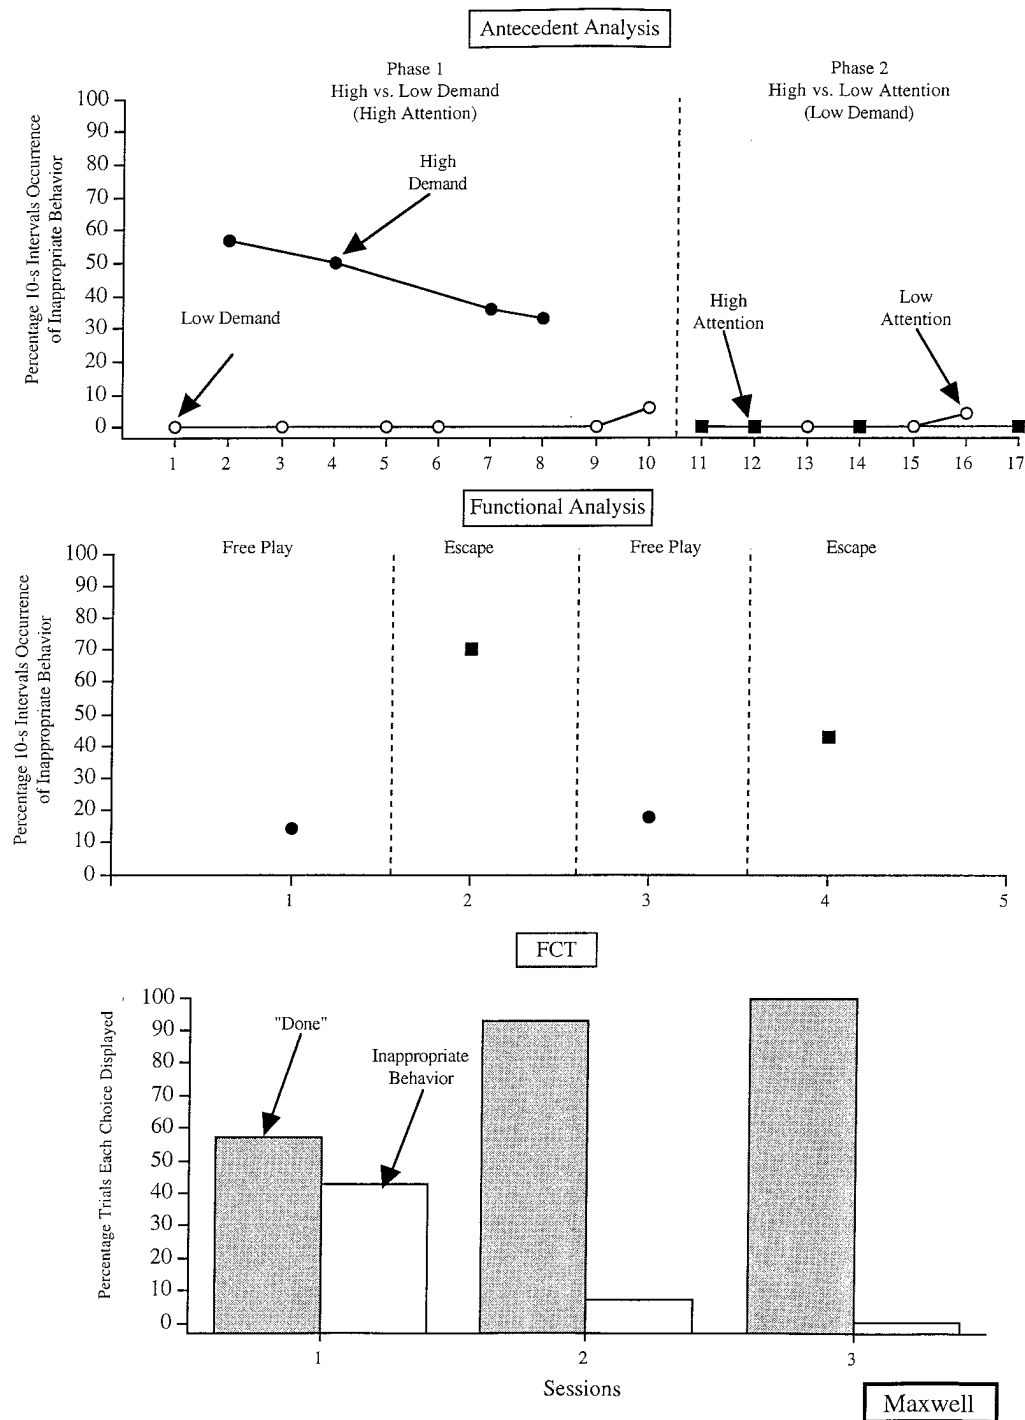 Antecedent Analysis
Phase 1
High vs. Low Demand
(High Attention)
Phase 2
High vs. Low Attention
(Low Demand)
Percentage 10-s Intervals Occurrence
of Inappropriate Behavior
100
90
80
70
60
50
40
30
20
10
0
High
Demand
Low Demand
High
Attention
Low
Attention
1 2 3 4 5 6 7 8 9 10 11 12 13 14 15 16 17
Functional Analysis
Free Play Escape Free Play Escape
Percentage 10-s Intervals Occurrence
of Inappropriate Behavior
100
90
80
70
60
50
40
30
20
10
0
1 2 3 4 5
FCT
Percentage Trials Each Choice Displayed
100
90
80
70
60
50
40
30
20
10
0
"Done"
Inappropriate
Behavior
1 2 3
Sessions
Maxwell